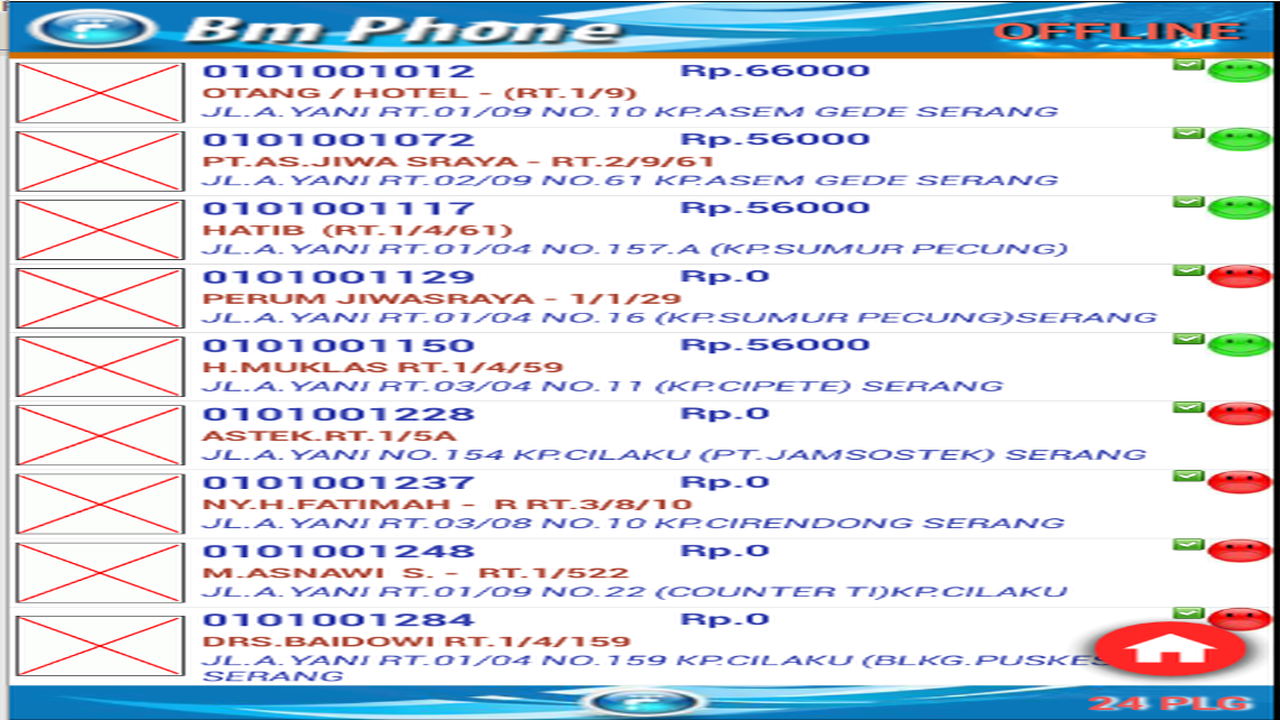 Bm Phone OFFLINE
0101001012 Rp.66000
OTANG / HOTEL - (RT.1/9)
JL.A.YANI RT.01/09 NO.10 KP.ASEM GEDE SERANG
0101001072 Rp.56000
PT.AS.JIWA SRAYA - RT.2/9/61
JL.A.YANI RT.02/09 NO.61 KP.ASEM GEDE SERANG
0101001117 Rp.56000
HATIB (RT.1/4/61)
JL.A.YANI RT.01/04 NO.157.A (KP.SUMUR PECUNG)
0101001129 Rp.0
PERUM JIWASRAYA - 1/1/29
JL.A.YANI RT.01/04 NO.16 (KP.SUMUR PECUNG)SERANG
0101001150 Rp.56000
H.MUKLAS RT.1/4/59
JL.A.YANI RT.03/04 NO.11 (KP.CIPETE) SERANG
0101001228 Rp.0
ASTEK.RT.1/5A
JL.A.YANI NO.154 KP.CILAKU (PT.JAMSOSTEK) SERANG
0101001237 Rp.0
NY.H.FATIMAH - R RT.3/8/10
JL.A.YANI RT.03/08 NO.10 KP.CIRENDONG SERANG
0101001248 Rp.0
M.ASNAWI S. - RT.1/522
JL.A.YANI RT.01/09 NO.22 (COUNTER TI)KP.CILAKU
0101001284 Rp.0
DRS.BAIDOWI RT.1/4/159
JL.A.YANI RT.01/04 NO.159 KP.CILAKU (BLKG.PUSKES
SERANG
24 PLG